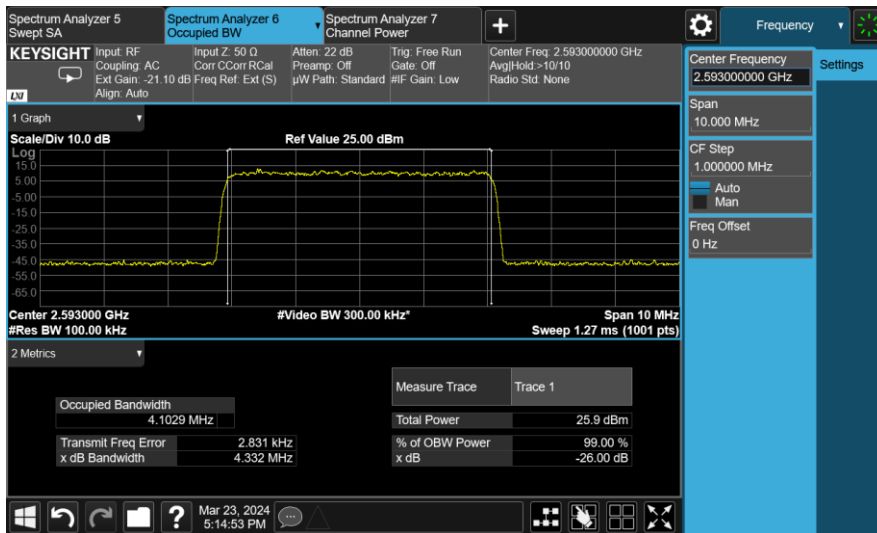 Spectrum Analyzer 5
Swept SA
Spectrum Analyzer 6
Occupied BW
Spectrum Analyzer 7
Channel Power
Frequency
KEYSIGHT
LXI
Input: RF
Coupling: AC
Ext Gain: -21.10 dB
Align: Auto
Input Z: 50 Ω
Corr CCorr RCal
Freq Ref: Ext (S)
Atten: 22 dB
Preamp: Off
µW Path: Standard
Trig: Free Run
Gate: Off
#IF Gain: Low
Center Freq: 2.593000000 GHz
Avg|Hold:>10/10
Radio Std: None
Center Frequency
2.593000000 GHz
Settings
Span
10.000 MHz
CF Step
1.000000 MHz
Auto
Man
Freq Offset
0 Hz
1 Graph
Scale/Div 10.0 dB
Ref Value 25.00 dBm
Log
15.0
5.00
-5.00
-15.0
-25.0
-35.0
-45.0
-55.0
-65.0
Center 2.593000 GHz
#Video BW 300.00 kHz*
Span 10 MHz
#Res BW 100.00 kHz
Sweep 1.27 ms (1001 pts)
2 Metrics
Measure Trace
Trace 1
Occupied Bandwidth
4.1029 MHz
Total Power
25.9 dBm
Transmit Freq Error
2.831 kHz
% of OBW Power
99.00 %
x dB Bandwidth
4.332 MHz
x dB
-26.00 dB
?
Mar 23, 2024
5:14:53 PM